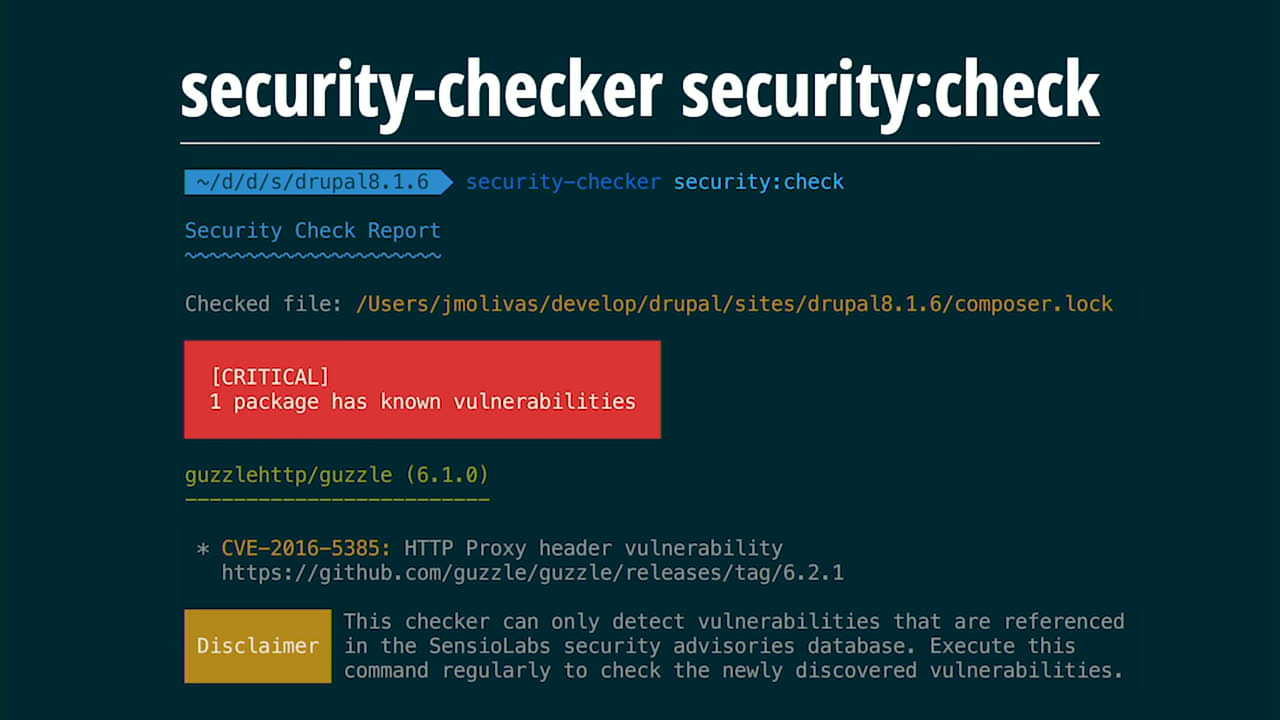 security-checker security:check
~/d/d/s/drupal8.1.6 security-checker security:check
Security Check Report
~~~~~~~~~~~~~~~~~~~~~
Checked file: /Users/jmolivas/develop/drupal/sites/drupal8.1.6/composer.lock
[CRITICAL]
1 package has known vulnerabilities
guzzlehttp/guzzle (6.1.0)
-------------------------
* CVE-2016-5385: HTTP Proxy header vulnerability
https://github.com/guzzle/guzzle/releases/tag/6.2.1
This checker can only detect vulnerabilities that are referenced
Disclaimer in the SensioLabs security advisories database. Execute this
command regularly to check the newly discovered vulnerabilities.